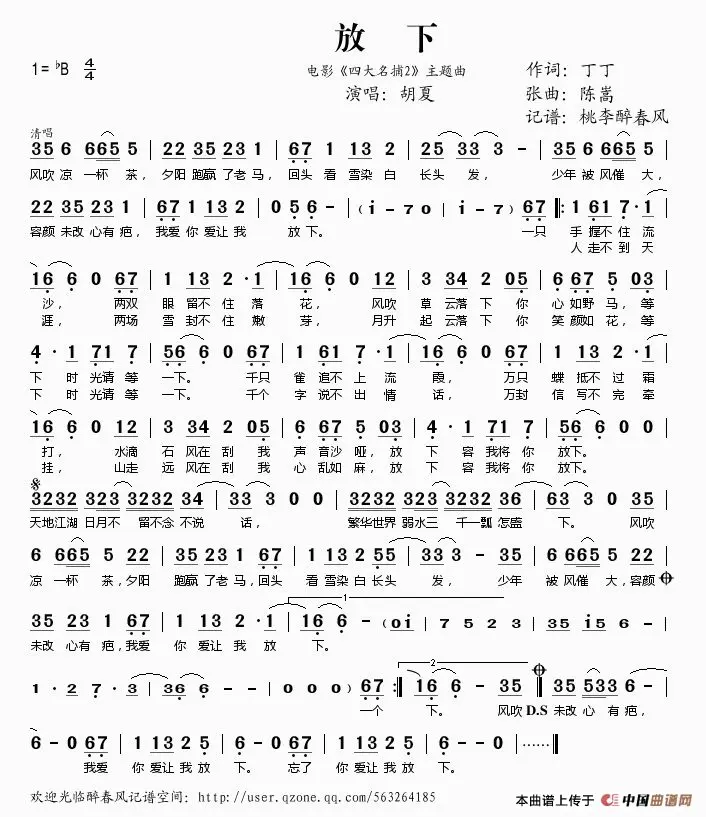 放 下
1=♭B 4/4
电影《四大名捕2》主题曲
作词：丁丁
演唱：胡夏
张曲：陈嵩
记谱：桃李醉春风
清唱
35 6 665 5 | 22 35 23 1 | 67 1 13 2 | 25 33 3 - | 35 6 665 5 |
风吹 凉 一杯 茶，夕阳 跑赢 了老 马，回头 看 雪染 白 长头 发， 少年 被 风催 大，
22 35 23 1 | 67 1 13 2 | 0 5 6 - | (i - 70 | i-76- ) 67 ‖: 1 61 7 · 1 |
容颜 未改 心有 疤，我爱 你 爱让 我 放 下。 一只 手 握不 住 流
人 走不 到 天
16 6 0 67 | 1 13 2 · 1 | 16 6 0 12 | 3 34 2 05 | 6 67 5 03 |
沙， 两双 眼 留不 住 落 花， 风吹 草 云落 下 你 心 如野 马，等
涯， 两场 雪 封不 住 嫩 芽， 月升 起 云落 下 你 笑 颜如 花，等
4 · 1 71 7 | 56 6 0 67 | 1 61 7 · 1 | 16 6 0 67 | 1 13 2 · 1 |
下 时 光请 等 一下。 千只 雀 追不 上 流 霞， 万只 蝶 抵不 过 霜
下 时 光请 等 一下。 千个 字 说不 出 情 话， 万封 信 写不 完 牵
16 6 0 12 | 3 34 2 05 | 6 67 5 03 | 4 · 1 71 7 | 56 6 0 0 |
打， 水滴 石 风在 刮 我 声 音沙 哑，放 下 容 我将 你 放下。
挂， 山走 远 风在 刮 我 心 乱如 麻，放 下 容 我将 你 放下。
3232 323 3232 34 | 33 3 0 0 | 3232 323 3232 36 | 63 3 0 35 |
天地江湖 日月不 留不念 不说 话， 繁华世界 弱水三 千一瓢 怎盛 下。 风吹
6 665 5 22 | 35 23 1 67 | 1 13 2 55 | 33 3 - 35 | 6 665 5 22
凉 一杯 茶，夕阳 跑赢 了老 马，回头 看 雪染 白 长头 发， 少年 被 风催 大，容颜
35 23 1 67 | 1 13 2 · 1 | 16 6 - (0i | 7 5 2 3 | 35 i5 6 -
1
未改 心有 疤，我爱 你 爱让 我 放 下。
1 · 2 7 · 3 | 36 6 - - | 0 0 0) 67 :‖ 16 6 - 35 ‖ 35 533 6 - |
2
一个 下。 风吹 D.S 未改 心 有 疤，
6 - 0 67 | 1 13 2 5 | 6 - 0 67 | 1 13 2 5 | 6 - 0 0 | - ······ ‖
我爱 你 爱让 我 放 下。 忘了 你 爱让 我 放 下。
欢迎光临醉春风记谱空间：http://user.qzone.qq.com/563264185
本曲谱上传于 中国曲谱网